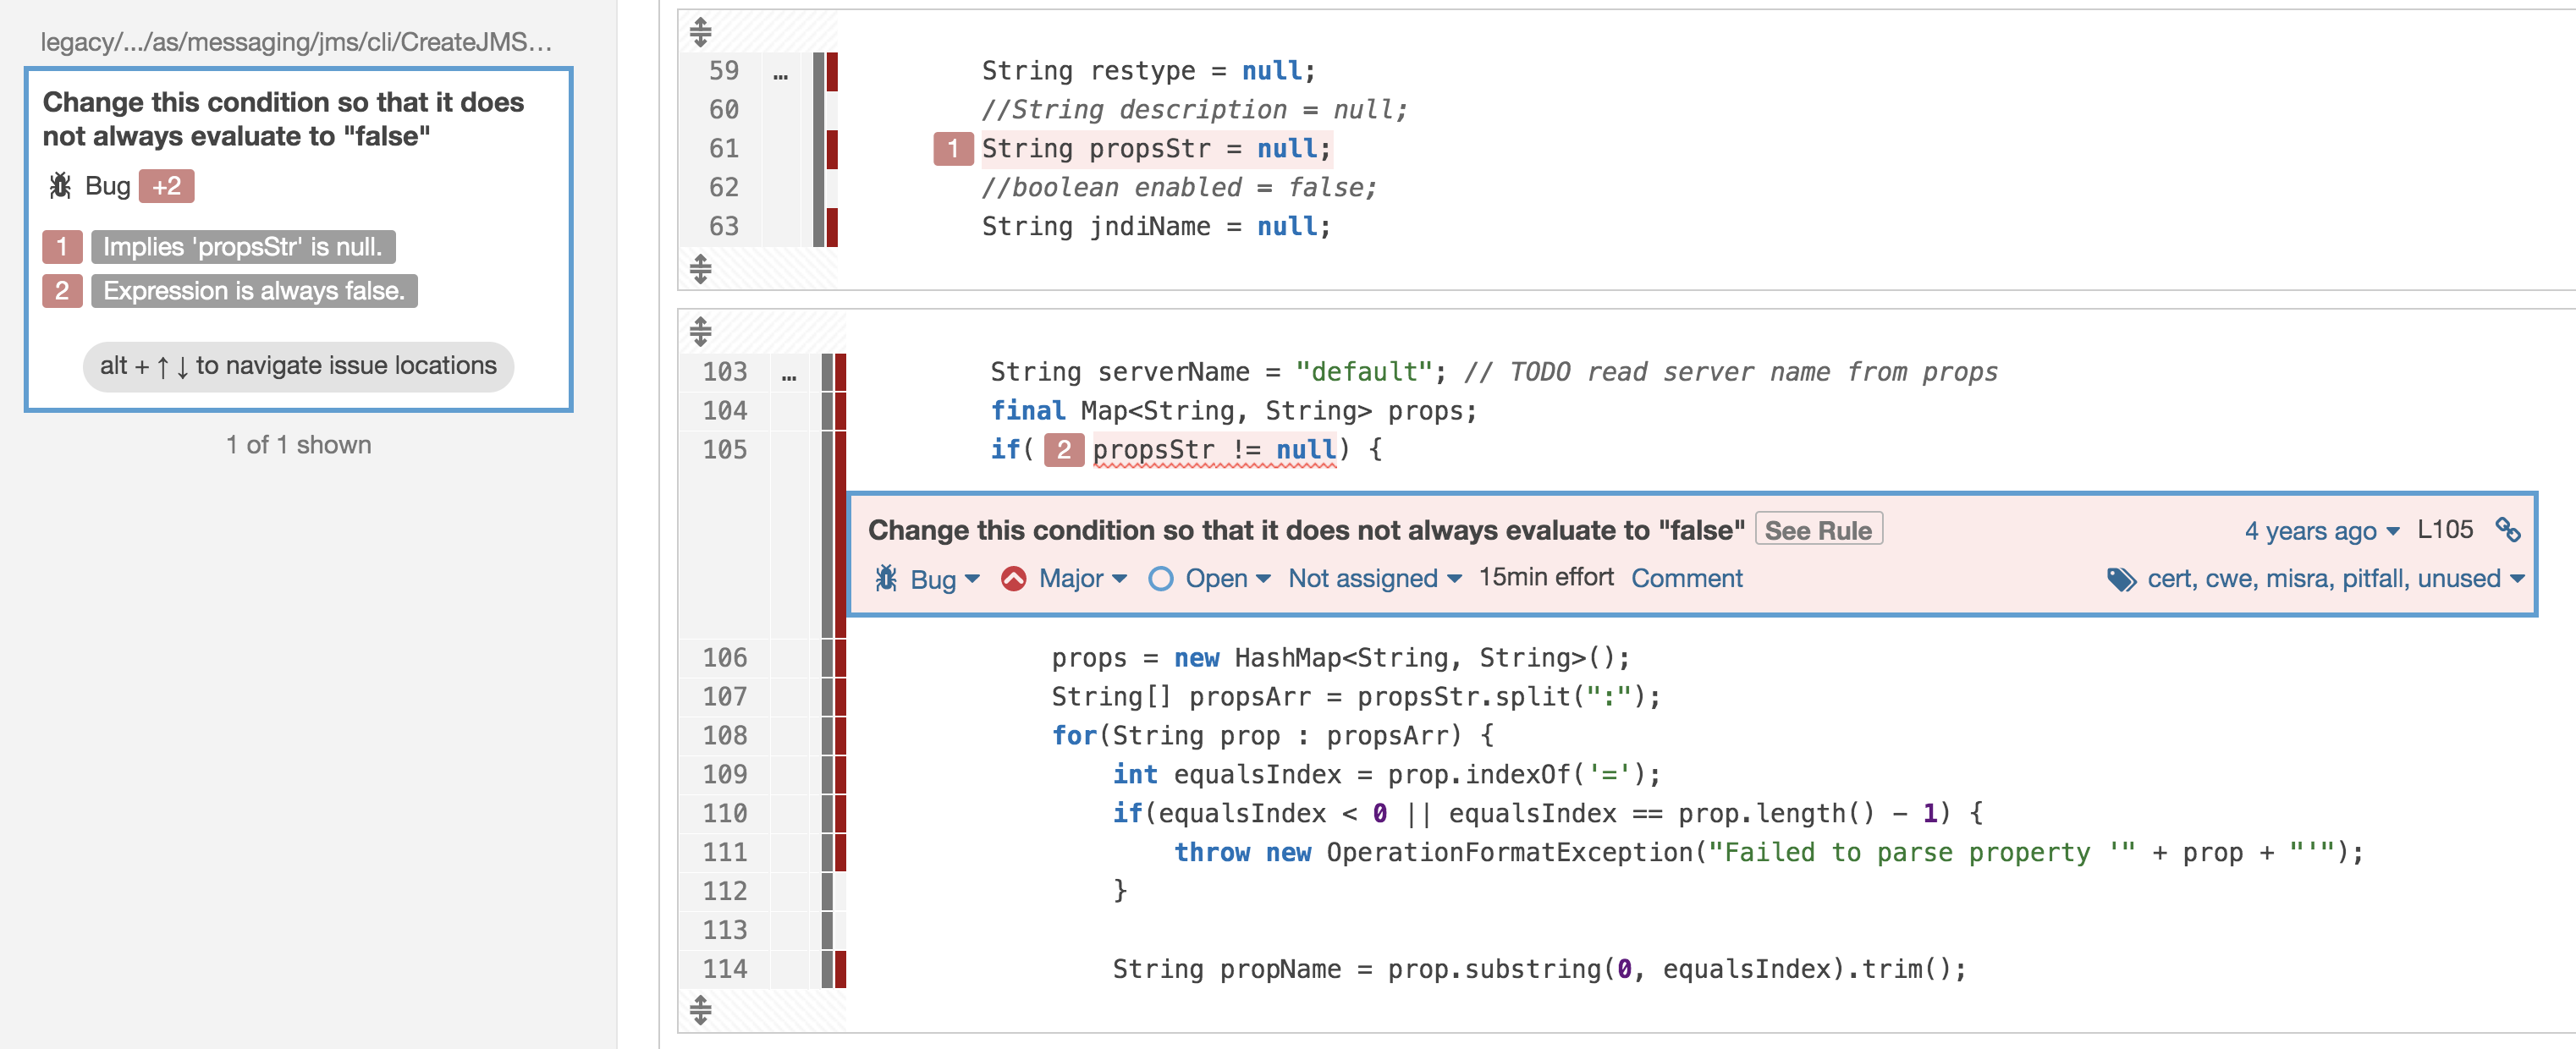 legacy/.../as/messaging/jms/cli/CreateJMS...
Change this condition so that it does
not always evaluate to "false"
Bug +2
1 Implies 'propsStr' is null.
2 Expression is always false.
alt + ↑ ↓ to navigate issue locations
1 of 1 shown
59 ... String restype = null;
60 //String description = null;
61 1 String propsStr = null;
62 //boolean enabled = false;
63 String jndiName = null;
103 ... String serverName = "default"; // TODO read server name from props
104 final Map<String, String> props;
105 if( 2 propsStr != null) {
Change this condition so that it does not always evaluate to "false" See Rule 4 years ago L105
Bug Major Open Not assigned 15min effort Comment cert, cwe, misra, pitfall, unused
106 props = new HashMap<String, String>();
107 String[] propsArr = propsStr.split(":");
108 for(String prop : propsArr) {
109 int equalsIndex = prop.indexOf('=');
110 if(equalsIndex < 0 || equalsIndex == prop.length() - 1) {
111 throw new OperationFormatException("Failed to parse property '" + prop + "'");
112 }
113
114 String propName = prop.substring(0, equalsIndex).trim();